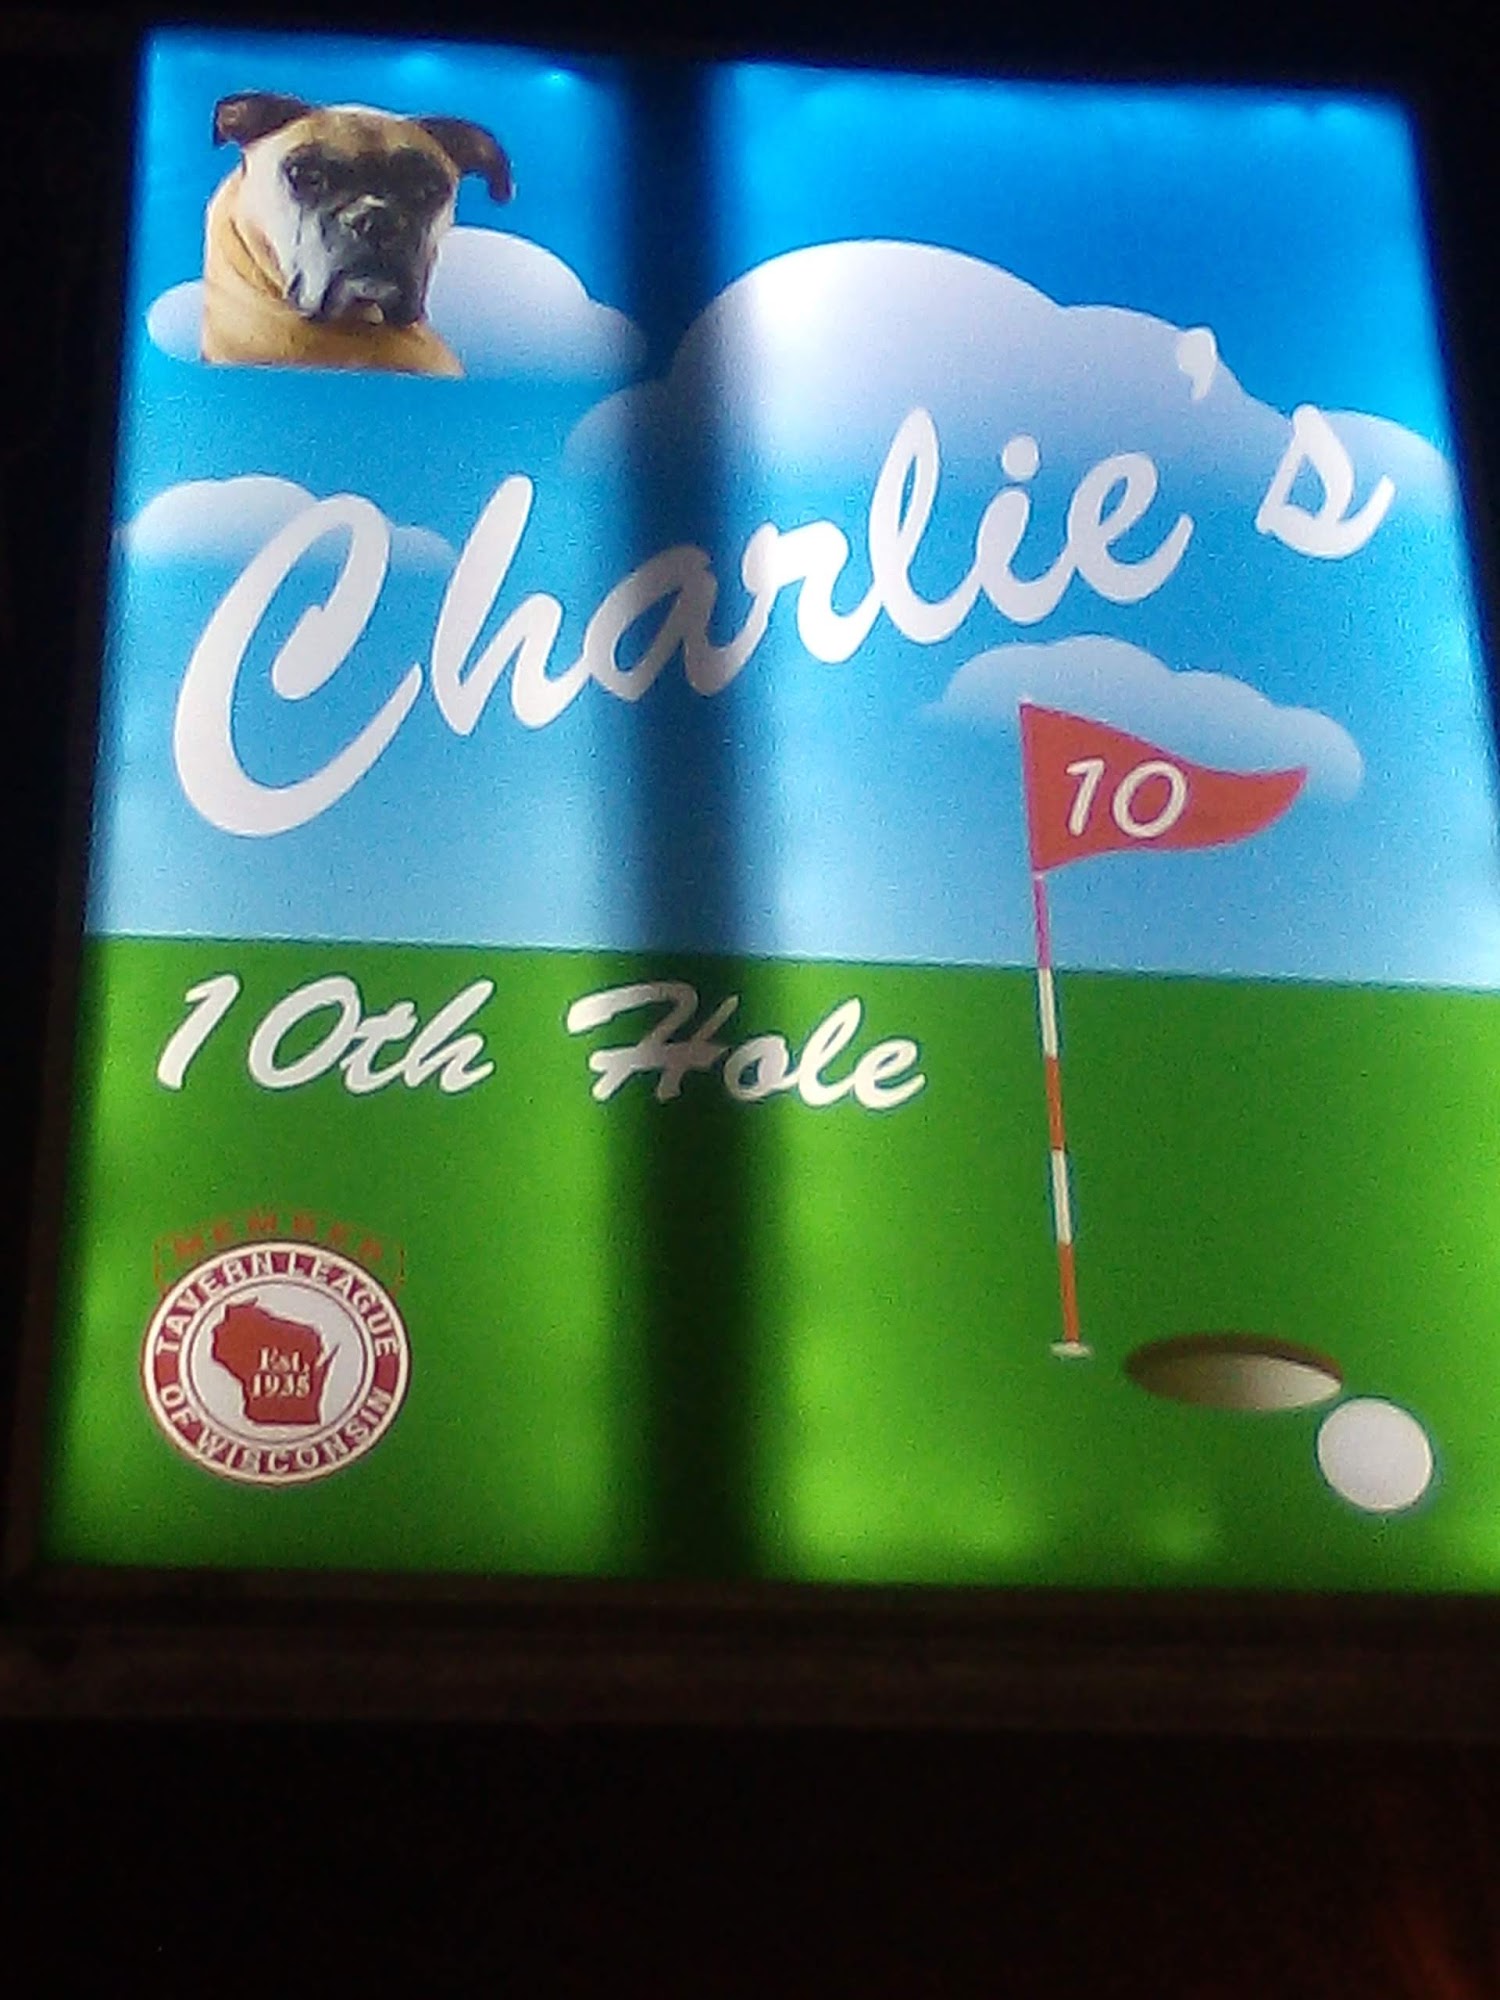 Charlie's
10
10th Hole
MEMBER
TAVERN LEAGUE
Est.
1935
OF WISCONSIN